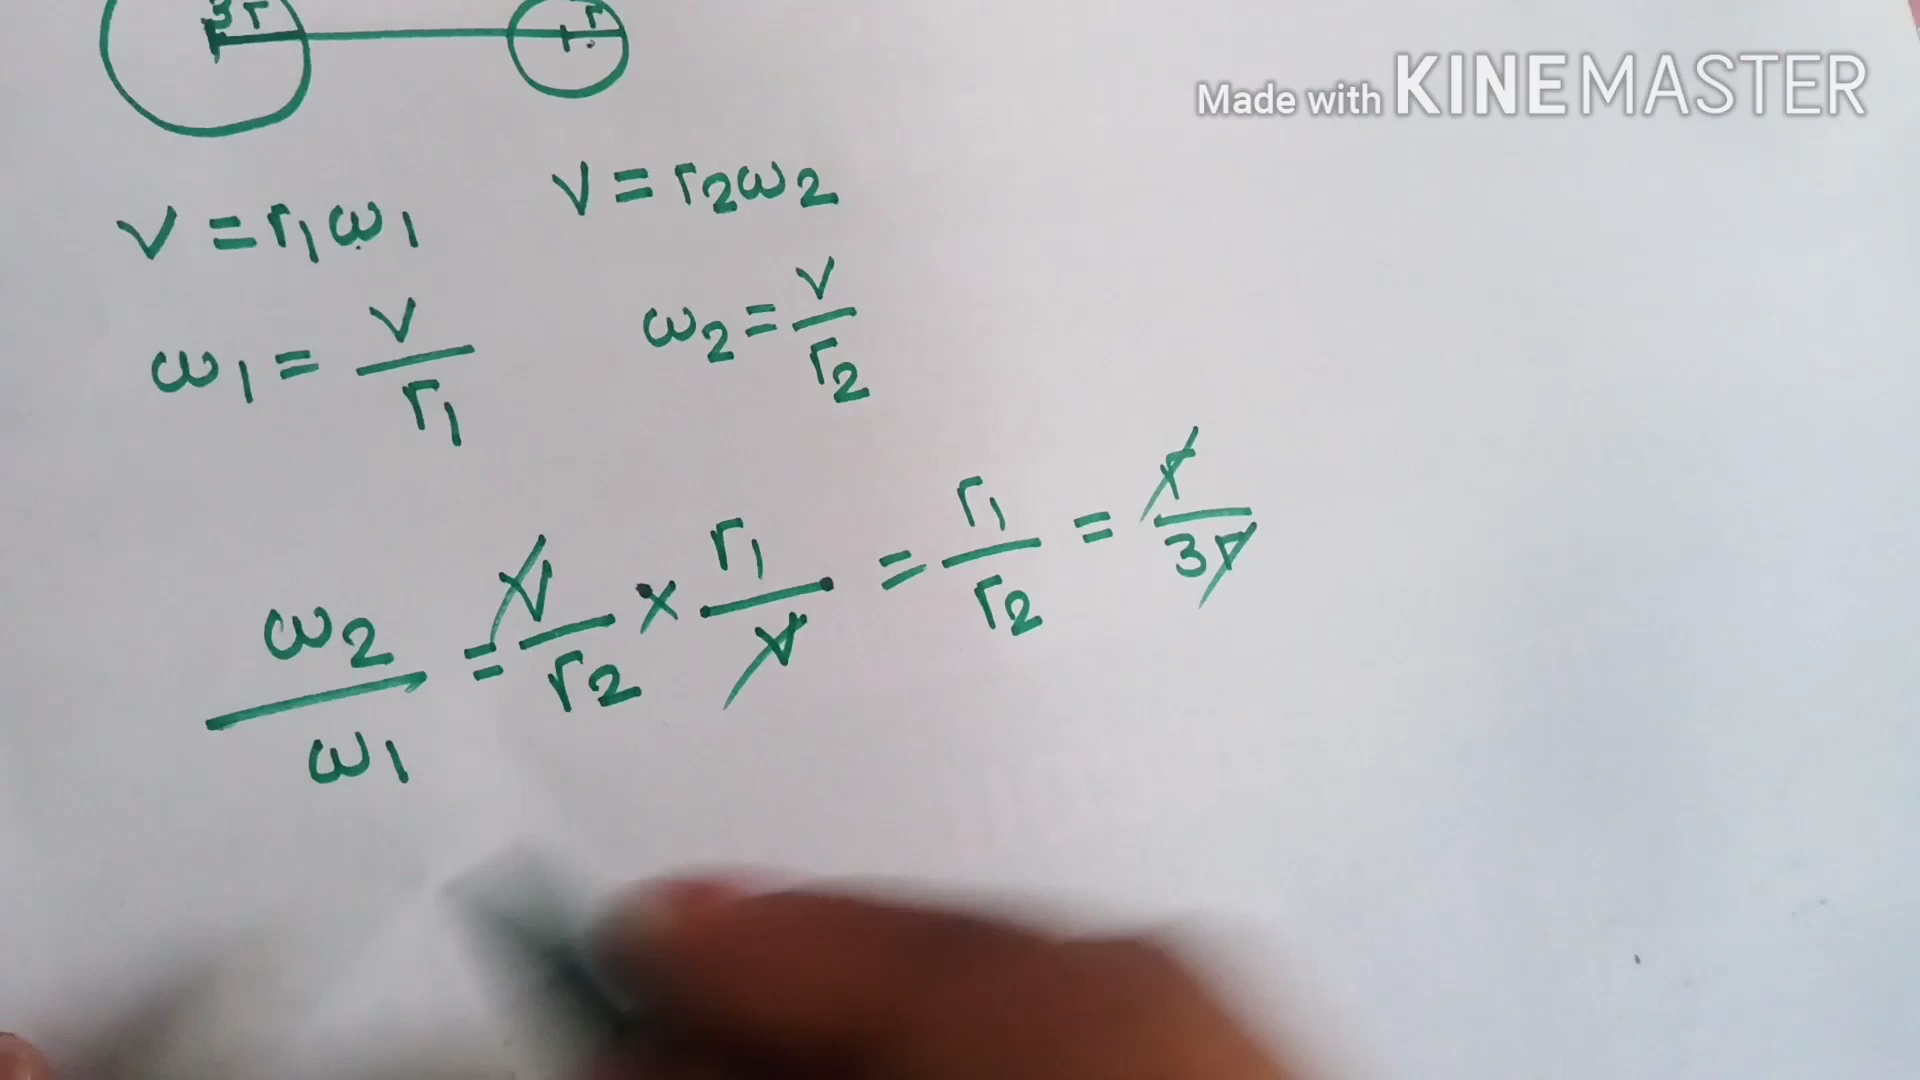 3r r
Made with KINEMASTER
v = r1ω1 v = r2ω2
ω1 = v/r1 ω2 = v/r2
ω2/ω1 = v/r2 × r1/v = r1/r2 = r/3r